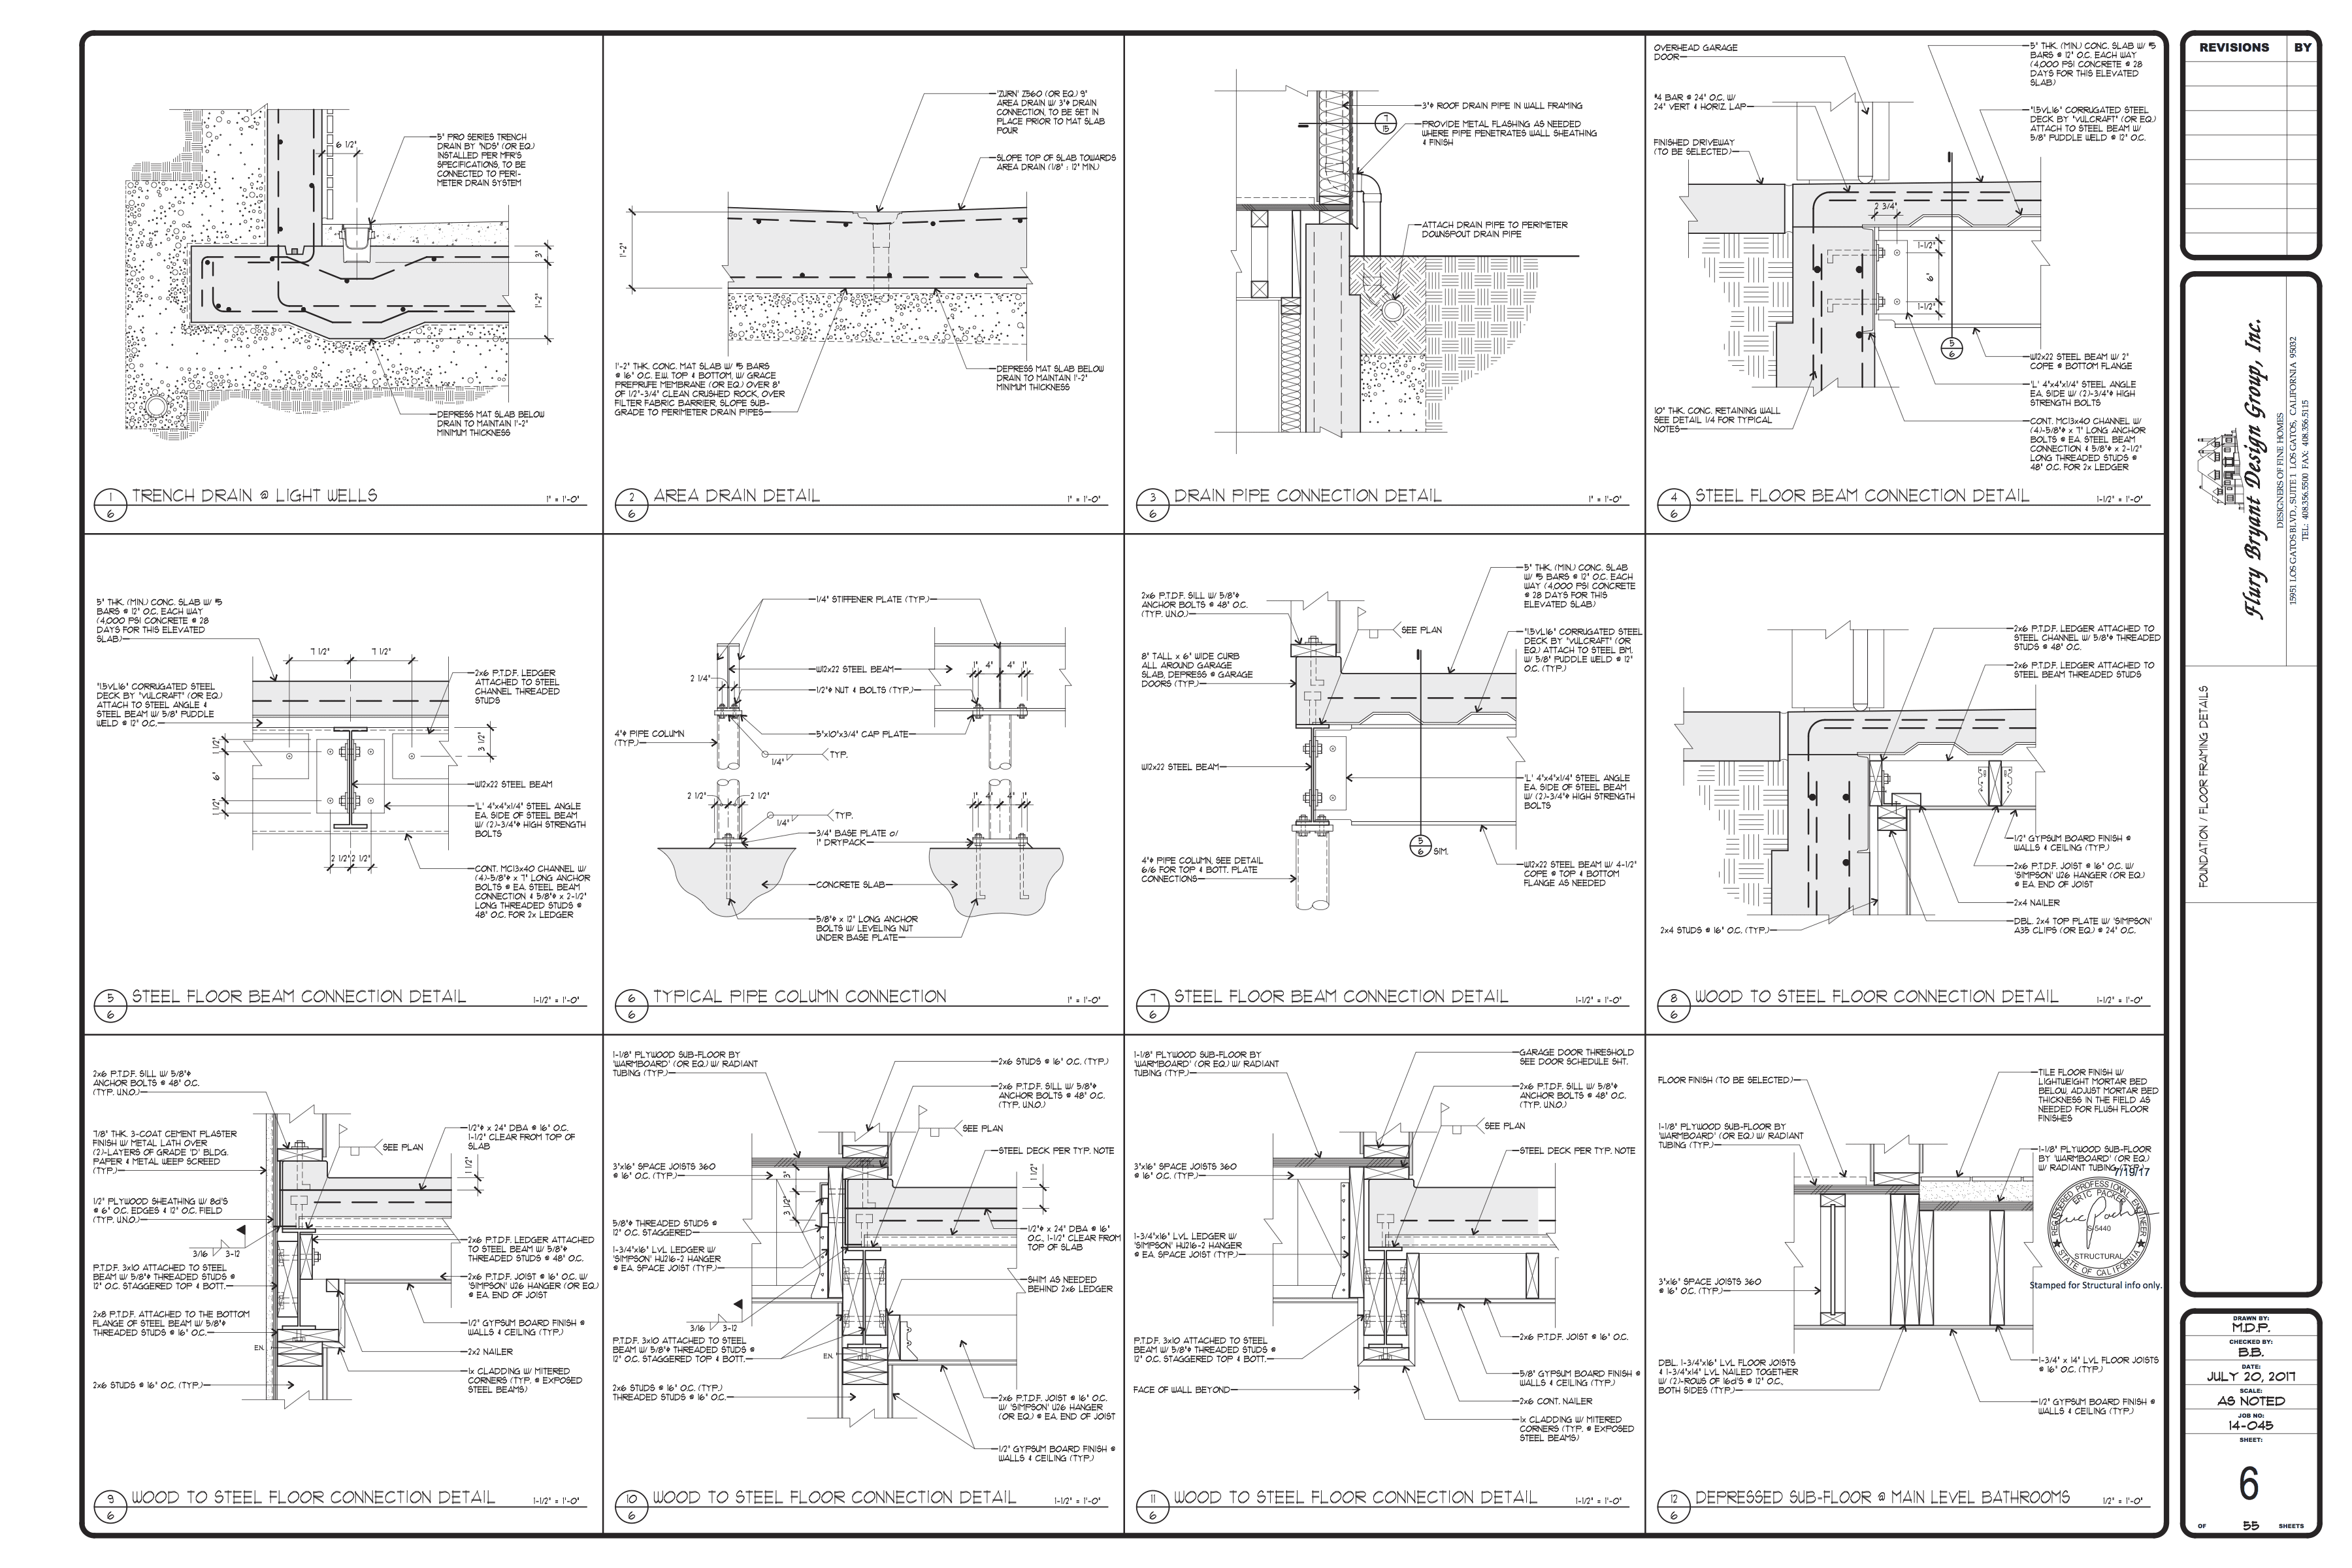 5" PRO SERIES TRENCH
DRAIN BY "NDS" (OR EQ.)
INSTALLED PER MFR'S
SPECIFICATIONS, TO BE
CONNECTED TO PERI-
METER DRAIN SYSTEM
6 1/2"
3"
1'-2"
DEPRESS MAT SLAB BELOW
DRAIN TO MAINTAIN 1'-2"
MINIMUM THICKNESS
1
6
TRENCH DRAIN @ LIGHT WELLS
1" = 1'-0"
'ZURN' Z560 (OR EQ.) 9"
AREA DRAIN W/ 3"φ DRAIN
CONNECTION, TO BE SET IN
PLACE PRIOR TO MAT SLAB
POUR
SLOPE TOP OF SLAB TOWARDS
AREA DRAIN (1/8" : 12" MIN.)
1'-2"
1'-2" THK. CONC. MAT SLAB W/ #5 BARS
@ 16" O.C. E.W. TOP & BOTTOM, W/ GRACE
PREPRUFE MEMBRANE (OR EQ.) OVER 8"
OF 1/2"-3/4" CLEAN CRUSHED ROCK, OVER
FILTER FABRIC BARRIER, SLOPE SUB-
GRADE TO PERIMETER DRAIN PIPES
DEPRESS MAT SLAB BELOW
DRAIN TO MAINTAIN 1'-2"
MINIMUM THICKNESS
2
6
AREA DRAIN DETAIL
1" = 1'-0"
3"φ ROOF DRAIN PIPE IN WALL FRAMING
PROVIDE METAL FLASHING AS NEEDED
WHERE PIPE PENETRATES WALL SHEATHING
& FINISH
7
15
ATTACH DRAIN PIPE TO PERIMETER
DOWNSPOUT DRAIN PIPE
3
6
DRAIN PIPE CONNECTION DETAIL
1" = 1'-0"
OVERHEAD GARAGE
DOOR
#4 BAR @ 24" O.C. W/
24" VERT & HORIZ. LAP
FINISHED DRIVEWAY
(TO BE SELECTED)
5" THK. (MIN.) CONC. SLAB W/ #5
BARS @ 12" O.C. EACH WAY
(4,000 PSI CONCRETE @ 28
DAYS FOR THIS ELEVATED
SLAB)
"1.5VL16" CORRUGATED STEEL
DECK BY "VULCRAFT" (OR EQ.)
ATTACH TO STEEL BEAM W/
5/8" PUDDLE WELD @ 12" O.C.
2 3/4"
1-1/2"
6"
1-1/2"
5
6
W12x22 STEEL BEAM W/ 2"
COPE @ BOTTOM FLANGE
'L' 4"x4"x1/4" STEEL ANGLE
EA. SIDE W/ (2)-3/4"φ HIGH
STRENGTH BOLTS
CONT. MC13x40 CHANNEL W/
(4)-5/8"φ x 7" LONG ANCHOR
BOLTS @ EA. STEEL BEAM
CONNECTION & 5/8"φ x 2-1/2"
LONG THREADED STUDS @
48" O.C. FOR 2x LEDGER
10" THK. CONC. RETAINING WALL
SEE DETAIL 1/4 FOR TYPICAL
NOTES
4
6
STEEL FLOOR BEAM CONNECTION DETAIL
1-1/2" = 1'-0"
5" THK. (MIN.) CONC. SLAB W/ #5
BARS @ 12" O.C. EACH WAY
(4,000 PSI CONCRETE @ 28
DAYS FOR THIS ELEVATED
SLAB)
"1.5VL16" CORRUGATED STEEL
DECK BY "VULCRAFT" (OR EQ.)
ATTACH TO STEEL ANGLE &
STEEL BEAM W/ 5/8" PUDDLE
WELD @ 12" O.C.
7 1/2"
7 1/2"
2x6 P.T.D.F. LEDGER
ATTACHED TO STEEL
CHANNEL THREADED
STUDS
1 1/2"
6"
1 1/2"
3 1/2"
W12x22 STEEL BEAM
'L' 4"x4"x1/4" STEEL ANGLE
EA. SIDE OF STEEL BEAM
W/ (2)-3/4"φ HIGH STRENGTH
BOLTS
2 1/2"
2 1/2"
CONT. MC13x40 CHANNEL W/
(4)-5/8"φ x 7" LONG ANCHOR
BOLTS @ EA. STEEL BEAM
CONNECTION & 5/8"φ x 2-1/2"
LONG THREADED STUDS @
48" O.C. FOR 2x LEDGER
5
6
STEEL FLOOR BEAM CONNECTION DETAIL
1-1/2" = 1'-0"
1/4" STIFFENER PLATE (TYP.)
W12x22 STEEL BEAM
2 1/4"
1/2"φ NUT & BOLTS (TYP.)
1" 4" 4" 1"
4"φ PIPE COLUMN
(TYP.)
5"x10"x3/4" CAP PLATE
1/4"
TYP.
2 1/2"
2 1/2"
1/4"
TYP.
1" 4" 4" 1"
3/4" BASE PLATE o/
1" DRYPACK
CONCRETE SLAB
5/8"φ x 12" LONG ANCHOR
BOLTS W/ LEVELING NUT
UNDER BASE PLATE
6
6
TYPICAL PIPE COLUMN CONNECTION
1" = 1'-0"
2x6 P.T.D.F. SILL W/ 5/8"φ
ANCHOR BOLTS @ 48" O.C.
(TYP. U.N.O.)
8" TALL x 6" WIDE CURB
ALL AROUND GARAGE
SLAB, DEPRESS @ GARAGE
DOORS (TYP.)
SEE PLAN
5" THK. (MIN.) CONC. SLAB
W/ #5 BARS @ 12" O.C. EACH
WAY (4,000 PSI CONCRETE
@ 28 DAYS FOR THIS
ELEVATED SLAB)
"1.5VL16" CORRUGATED STEEL
DECK BY "VULCRAFT" (OR
EQ.) ATTACH TO STEEL BM.
W/ 5/8" PUDDLE WELD @ 12"
O.C. (TYP.)
W12x22 STEEL BEAM
'L' 4"x4"x1/4" STEEL ANGLE
EA. SIDE OF STEEL BEAM
W/ (2)-3/4"φ HIGH STRENGTH
BOLTS
5
6
SIM.
4"φ PIPE COLUMN, SEE DETAIL
6/6 FOR TOP & BOTT. PLATE
CONNECTIONS
W12x22 STEEL BEAM W/ 4-1/2"
COPE @ TOP & BOTTOM
FLANGE AS NEEDED
7
6
STEEL FLOOR BEAM CONNECTION DETAIL
1-1/2" = 1'-0"
2x6 P.T.D.F. LEDGER ATTACHED TO
STEEL CHANNEL W/ 5/8"φ THREADED
STUDS @ 48" O.C.
2x6 P.T.D.F. LEDGER ATTACHED TO
STEEL BEAM THREADED STUDS
1/2" GYPSUM BOARD FINISH @
WALLS & CEILING (TYP.)
2x6 P.T.D.F. JOIST @ 16" O.C. W/
'SIMPSON' U26 HANGER (OR EQ.)
@ EA. END OF JOIST
2x4 NAILER
DBL. 2x4 TOP PLATE W/ 'SIMPSON'
A35 CLIPS (OR EQ.) @ 24" O.C.
2x4 STUDS @ 16" O.C. (TYP.)
8
6
WOOD TO STEEL FLOOR CONNECTION DETAIL
1-1/2" = 1'-0"
2x6 P.T.D.F. SILL W/ 5/8"φ
ANCHOR BOLTS @ 48" O.C.
(TYP. U.N.O.)
7/8" THK. 3-COAT CEMENT PLASTER
FINISH W/ METAL LATH OVER
(2)-LAYERS OF GRADE 'D' BLDG.
PAPER & METAL WEEP SCREED
(TYP.)
1/2" PLYWOOD SHEATHING W/ 8d'S
@ 6" O.C. EDGES & 12" O.C. FIELD
(TYP. U.N.O.)
3/16
3-12
P.T.D.F. 3x10 ATTACHED TO STEEL
BEAM W/ 5/8"φ THREADED STUDS @
12" O.C. STAGGERED TOP & BOTT.
2x8 P.T.D.F. ATTACHED TO THE BOTTOM
FLANGE OF STEEL BEAM W/ 5/8"φ
THREADED STUDS @ 16" O.C.
E.N.
2x6 STUDS @ 16" O.C. (TYP.)
SEE PLAN
1/2"φ x 24" DBA @ 16" O.C.
1-1/2" CLEAR FROM TOP OF
SLAB
1 1/2"
2x6 P.T.D.F. LEDGER ATTACHED
TO STEEL BEAM W/ 5/8"φ
THREADED STUDS @ 48" O.C.
2x6 P.T.D.F. JOIST @ 16" O.C. W/
'SIMPSON' U26 HANGER (OR EQ.)
@ EA. END OF JOIST
1/2" GYPSUM BOARD FINISH @
WALLS & CEILING (TYP.)
2x2 NAILER
1x CLADDING W/ MITERED
CORNERS (TYP. @ EXPOSED
STEEL BEAMS)
9
6
WOOD TO STEEL FLOOR CONNECTION DETAIL
1-1/2" = 1'-0"
1-1/8" PLYWOOD SUB-FLOOR BY
'WARMBOARD' (OR EQ.) W/ RADIANT
TUBING (TYP.)
3"x16" SPACE JOISTS 360
@ 16" O.C. (TYP.)
5/8"φ THREADED STUDS @
12" O.C. STAGGERED
1-3/4"x16" LVL LEDGER W/
'SIMPSON' HU216-2 HANGER
@ EA. SPACE JOIST (TYP.)
3/16
3-12
P.T.D.F. 3x10 ATTACHED TO STEEL
BEAM W/ 5/8"φ THREADED STUDS @
12" O.C. STAGGERED TOP & BOTT.
E.N.
2x6 STUDS @ 16" O.C. (TYP.)
THREADED STUDS @ 16" O.C.
3"
3 1/2"
2x6 STUDS @ 16" O.C. (TYP.)
2x6 P.T.D.F. SILL W/ 5/8"φ
ANCHOR BOLTS @ 48" O.C.
(TYP. U.N.O.)
SEE PLAN
STEEL DECK PER TYP. NOTE
1 1/2"
1/2"φ x 24" DBA @ 16"
O.C., 1-1/2" CLEAR FROM
TOP OF SLAB
SHIM AS NEEDED
BEHIND 2x6 LEDGER
2x6 P.T.D.F. JOIST @ 16" O.C.
W/ 'SIMPSON' U26 HANGER
(OR EQ.) @ EA. END OF JOIST
1/2" GYPSUM BOARD FINISH @
WALLS & CEILING (TYP.)
10
6
WOOD TO STEEL FLOOR CONNECTION DETAIL
1-1/2" = 1'-0"
1-1/8" PLYWOOD SUB-FLOOR BY
'WARMBOARD' (OR EQ.) W/ RADIANT
TUBING (TYP.)
3"x16" SPACE JOISTS 360
@ 16" O.C. (TYP.)
1-3/4"x16" LVL LEDGER W/
'SIMPSON' HU216-2 HANGER
@ EA. SPACE JOIST (TYP.)
P.T.D.F. 3x10 ATTACHED TO STEEL
BEAM W/ 5/8"φ THREADED STUDS @
12" O.C. STAGGERED TOP & BOTT.
FACE OF WALL BEYOND
GARAGE DOOR THRESHOLD
SEE DOOR SCHEDULE SHT.
2x6 P.T.D.F. SILL W/ 5/8"φ
ANCHOR BOLTS @ 48" O.C.
(TYP. U.N.O.)
SEE PLAN
STEEL DECK PER TYP. NOTE
2x6 P.T.D.F. JOIST @ 16" O.C.
5/8" GYPSUM BOARD FINISH @
WALLS & CEILING (TYP.)
2x6 CONT. NAILER
1x CLADDING W/ MITERED
CORNERS (TYP. @ EXPOSED
STEEL BEAMS)
11
6
WOOD TO STEEL FLOOR CONNECTION DETAIL
1-1/2" = 1'-0"
FLOOR FINISH (TO BE SELECTED)
1-1/8" PLYWOOD SUB-FLOOR BY
'WARMBOARD' (OR EQ.) W/ RADIANT
TUBING (TYP.)
3"x16" SPACE JOISTS 360
@ 16" O.C. (TYP.)
DBL. 1-3/4"x16" LVL FLOOR JOISTS
& 1-3/4"x14" LVL NAILED TOGETHER
W/ (2)-ROWS OF 16d'S @ 12" O.C.,
BOTH SIDES (TYP.)
TILE FLOOR FINISH W/
LIGHTWEIGHT MORTAR BED
BELOW. ADJUST MORTAR BED
THICKNESS IN THE FIELD AS
NEEDED FOR FLUSH FLOOR
FINISHES
1-1/8" PLYWOOD SUB-FLOOR
BY 'WARMBOARD' (OR EQ.)
W/ RADIANT TUBING (TYP.)
7/19/17
REGISTERED PROFESSIONAL ENGINEER
ERIC PACKER
S-5440
STRUCTURAL
STATE OF CALIFORNIA
Stamped for Structural info only.
1-3/4" x 14" LVL FLOOR JOISTS
@ 16" O.C. (TYP.)
1/2" GYPSUM BOARD FINISH @
WALLS & CEILING (TYP.)
12
6
DEPRESSED SUB-FLOOR @ MAIN LEVEL BATHROOMS
1/2" = 1'-0"
REVISIONS
BY
Flury Bryant Design Group, Inc.
DESIGNERS OF FINE HOMES
15951 LOS GATOS BLVD., SUITE 1 LOS GATOS, CALIFORNIA 95032
TEL: 408.356.5500 FAX: 408.356.5115
FOUNDATION / FLOOR FRAMING DETAILS
DRAWN BY:
M.D.P.
CHECKED BY:
B.B.
DATE:
JULY 20, 2017
SCALE:
AS NOTED
JOB NO:
14-045
SHEET:
6
OF 55 SHEETS